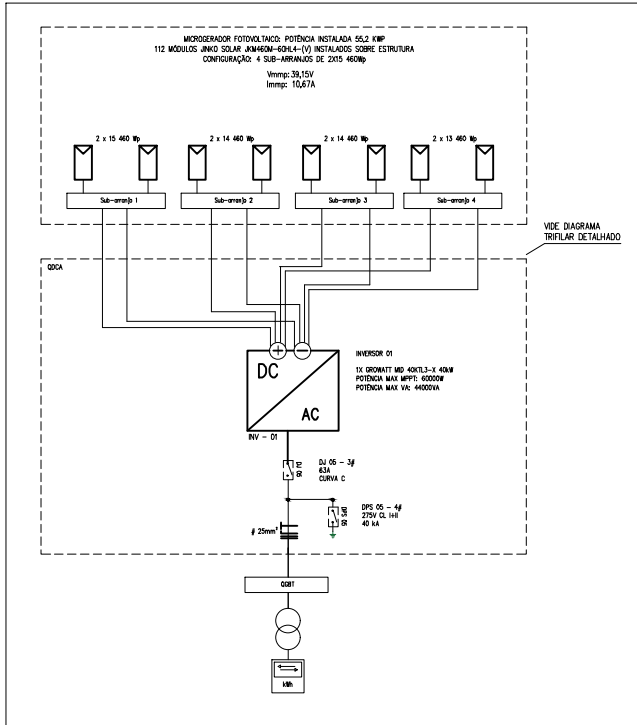 MICROGERADOR FOTOVOLTAICO: POTÊNCIA INSTALADA 55,2 KWP
112 MÓDULOS JINKO SOLAR JKM460M-60HL4-(V) INSTALADOS SOBRE ESTRUTURA
CONFIGURAÇÃO: 4 SUB-ARRANJOS DE 2X15 460Wp
Vmmp: 39,15V
Immp: 10,67A
2 x 15 460 Wp
2 x 14 460 Wp
2 x 14 460 Wp
2 x 13 460 Wp
Sub-arranjo 1
Sub-arranjo 2
Sub-arranjo 3
Sub-arranjo 4
VIDE DIAGRAMA
TRIFILAR DETALHADO
QDCA
+
−
DC
AC
INVERSOR 01
1X GROWATT MID 40KTL3-X 40kW
POTÊNCIA MAX MPPT: 60000W
POTÊNCIA MAX VA: 44000VA
INV - 01
DJ 05
DJ 05 - 3#
63A
CURVA C
DPS 05
DPS 05 - 4#
275V CL I+II
40 kA
# 25mm²
QGBT
kWh